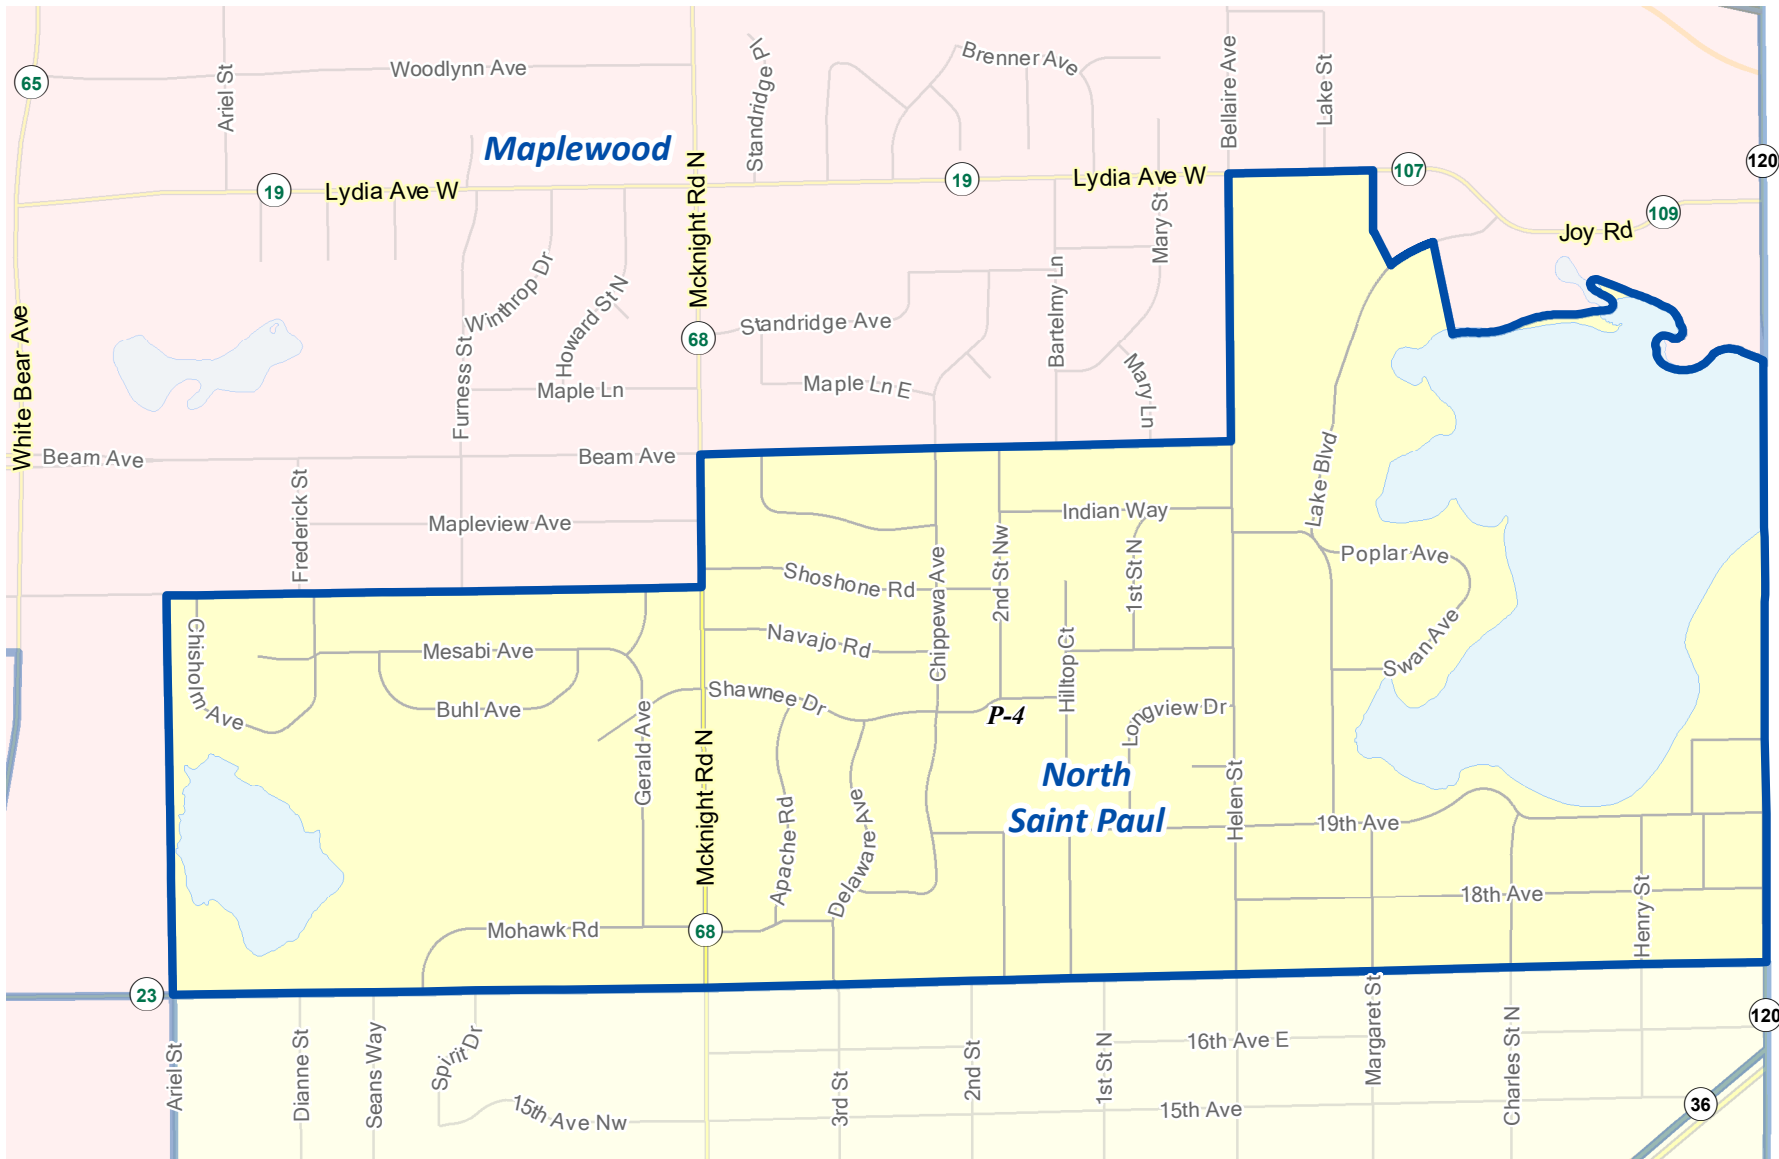 Woodlynn Ave
Ariel St
65
Standridge Pl
Brenner Ave
Bellaire Ave
Lake St
Maplewood
120
19
Lydia Ave W
Mcknight Rd N
19
Lydia Ave W
107
109
Joy Rd
Mary St
White Bear Ave
Winthrop Dr
Howard St N
Furness St
68
Standridge Ave
Bartelmy Ln
Maple Ln
Maple Ln E
Mary Ln
Beam Ave
Beam Ave
Frederick St
Mapleview Ave
Lake Blvd
Indian Way
Poplar Ave
Swan Ave
Shoshone Rd
2nd St Nw
1st St N
Chippewa Ave
Navajo Rd
Hilltop Ct
Chisholm Ave
Mesabi Ave
Buhl Ave
Gerald Ave
Shawnee Dr
P-4
Longview Dr
North
Saint Paul
Mcknight Rd N
Apache Rd
Delaware Ave
Helen St
19th Ave
18th Ave
Henry St
Mohawk Rd
68
23
120
Ariel St
Dianne St
Seans Way
Spirit Dr
15th Ave Nw
3rd St
2nd St
1st St N
16th Ave E
15th Ave
Margaret St
Charles St N
36